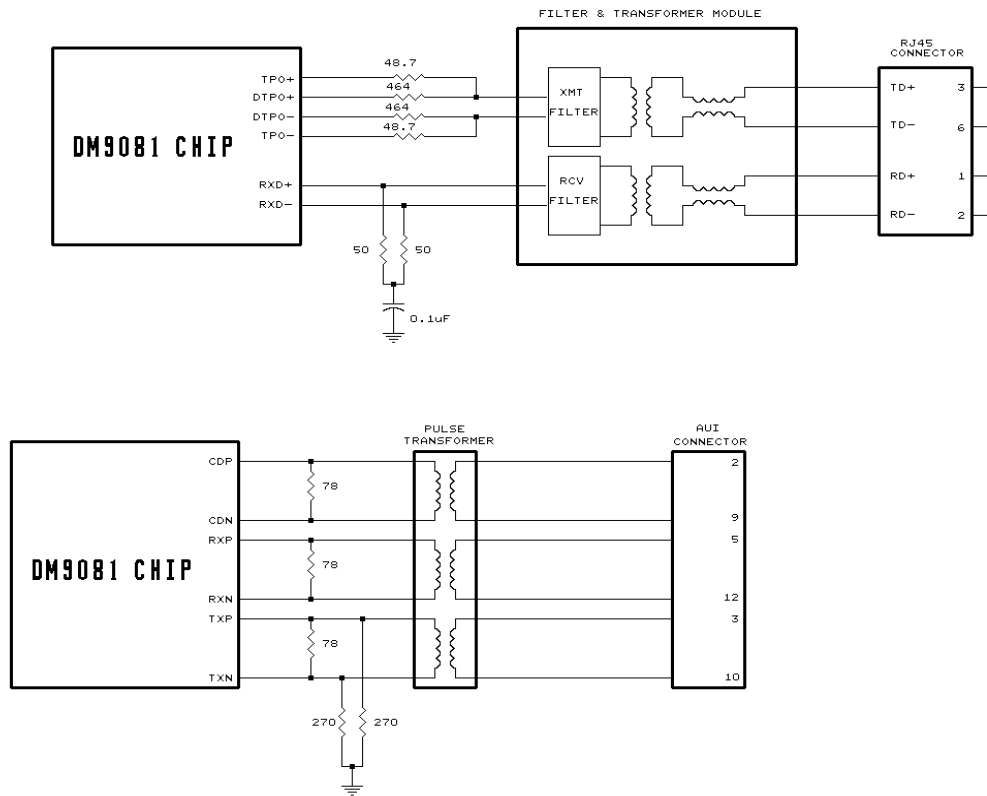 FILTER & TRANSFORMER MODULE
RJ45
CONNECTOR
DM9081 CHIP
TPO+
DTPO+
DTPO-
TPO-
RXD+
RXD-
48.7
464
464
48.7
50
50
0.1uF
XMT
FILTER
RCV
FILTER
TD+ 3
TD- 6
RD+ 1
RD- 2
PULSE
TRANSFORMER
AUI
CONNECTOR
DM9081 CHIP
CDP
CDN
RXP
RXN
TXP
TXN
78
78
78
270
270
2
9
5
12
3
10